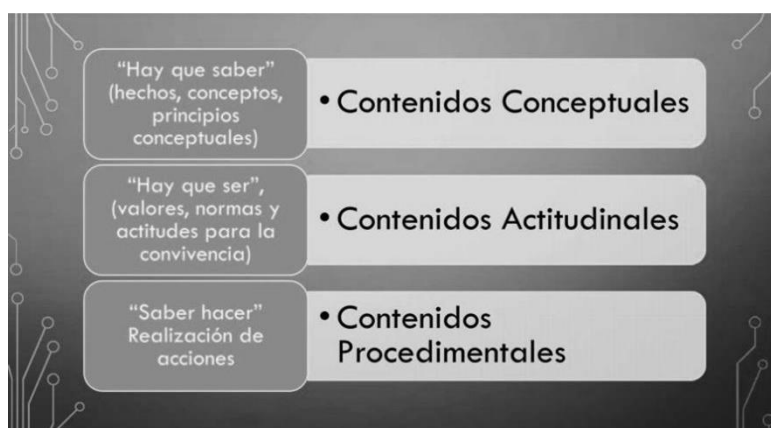 “Hay que saber”
(hechos, conceptos,
principios
conceptuales)
• Contenidos Conceptuales
“Hay que ser”,
(valores, normas y
actitudes para la
convivencia)
• Contenidos Actitudinales
“Saber hacer”
Realización de
acciones
• Contenidos
Procedimentales